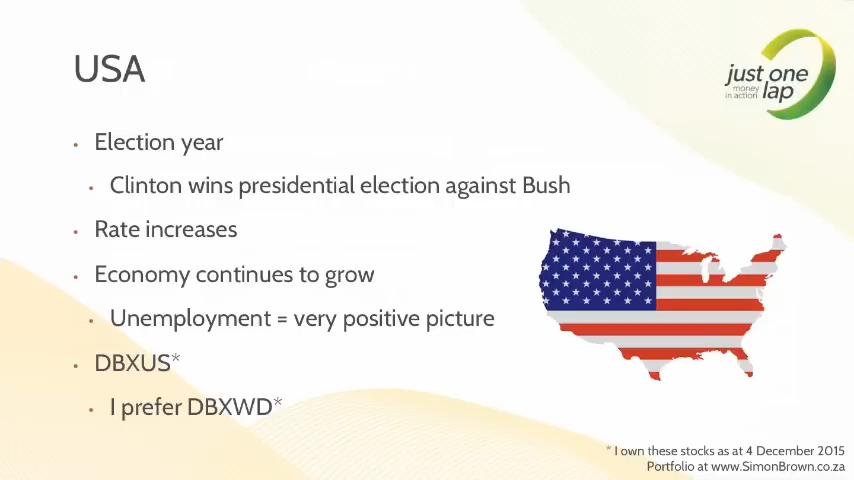 USA
just one
money
in action
lap
• Election year
• Clinton wins presidential election against Bush
• Rate increases
• Economy continues to grow
• Unemployment = very positive picture
• DBXUS*
• I prefer DBXWD*
* I own these stocks as at 4 December 2015
Portfolio at www.SimonBrown.co.za